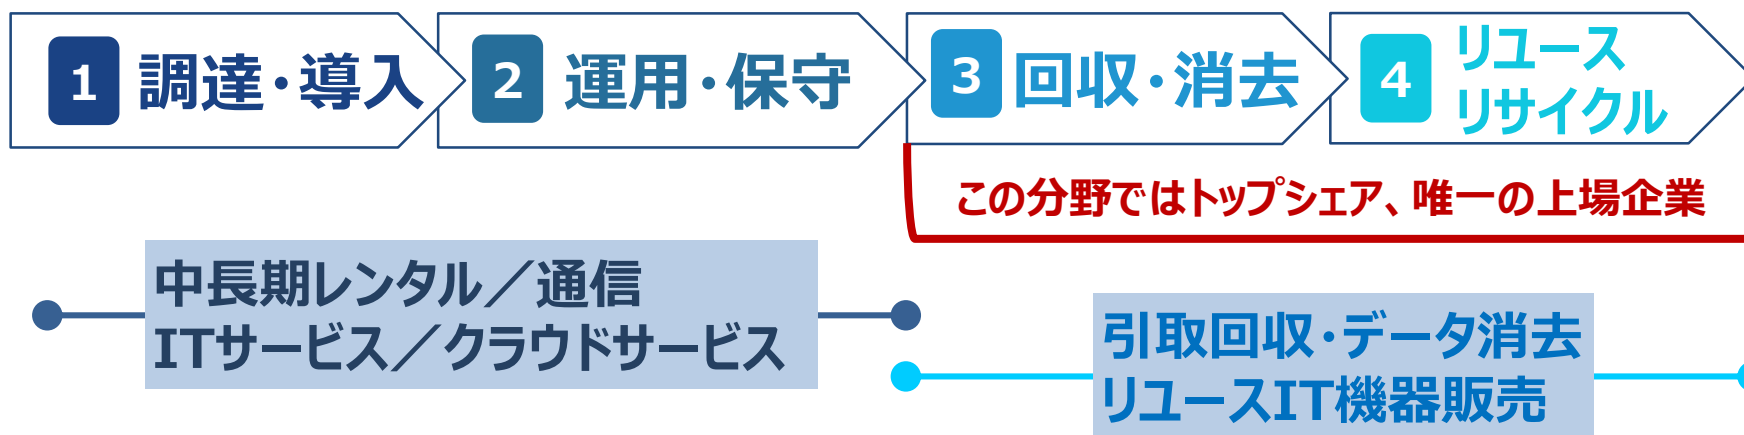 1 調達・導入
2 運用・保守
3 回収・消去
4 リユース
リサイクル
この分野ではトップシェア、唯一の上場企業
中長期レンタル／通信
ITサービス／クラウドサービス
引取回収・データ消去
リユースIT機器販売